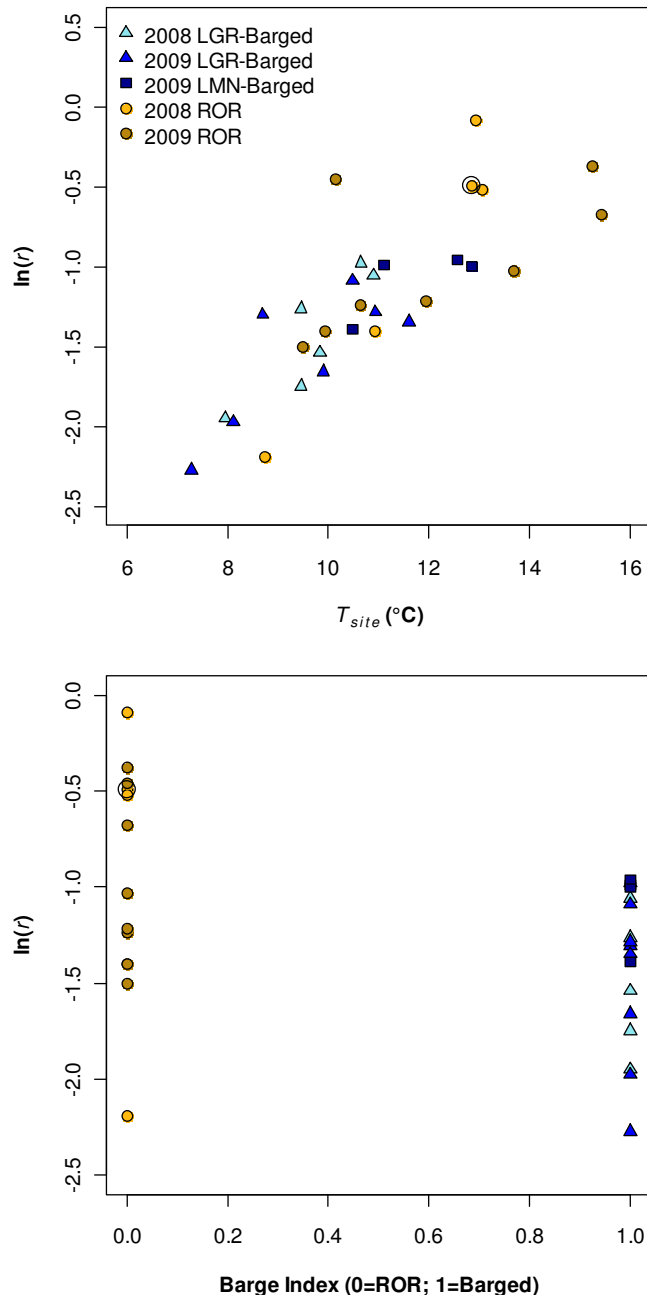 2008 LGR-Barged
2009 LGR-Barged
2009 LMN-Barged
2008 ROR
2009 ROR
0.0
-0.5
-1.0
-1.5
-2.0
-2.5
ln(r)
6 8 10 12 14 16
T site (°C)
0.0
-0.5
-1.0
-1.5
-2.0
-2.5
ln(r)
0.0 0.2 0.4 0.6 0.8 1.0
Barge Index (0=ROR; 1=Barged)